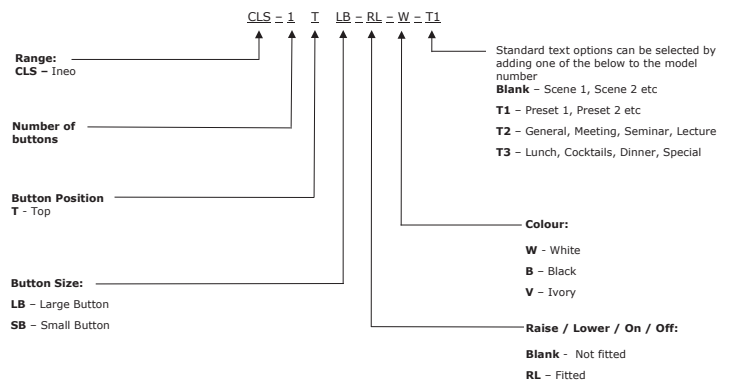 CLS – 1 T LB – RL – W – T1
Range:
CLS – Ineo
Number of
buttons
Button Position
T - Top
Button Size:
LB – Large Button
SB – Small Button
Standard text options can be selected by
adding one of the below to the model
number
Blank – Scene 1, Scene 2 etc
T1 – Preset 1, Preset 2 etc
T2 – General, Meeting, Seminar, Lecture
T3 – Lunch, Cocktails, Dinner, Special
Colour:
W - White
B – Black
V – Ivory
Raise / Lower / On / Off:
Blank - Not fitted
RL – Fitted